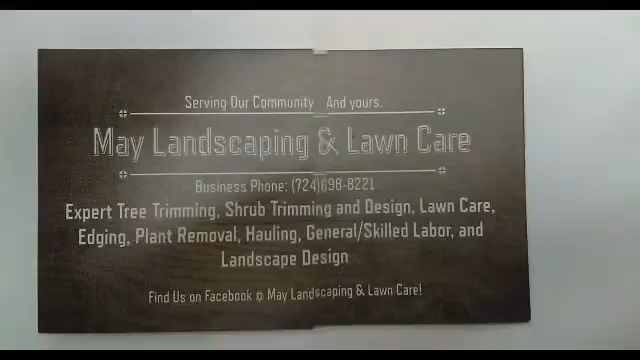 Serving Our Community And yours.
May Landscaping & Lawn Care
Business Phone: (724)698-8221
Expert Tree Trimming, Shrub Trimming and Design, Lawn Care,
Edging, Plant Removal, Hauling, General/Skilled Labor, and
Landscape Design
Find Us on Facebook @ May Landscaping & Lawn Care!